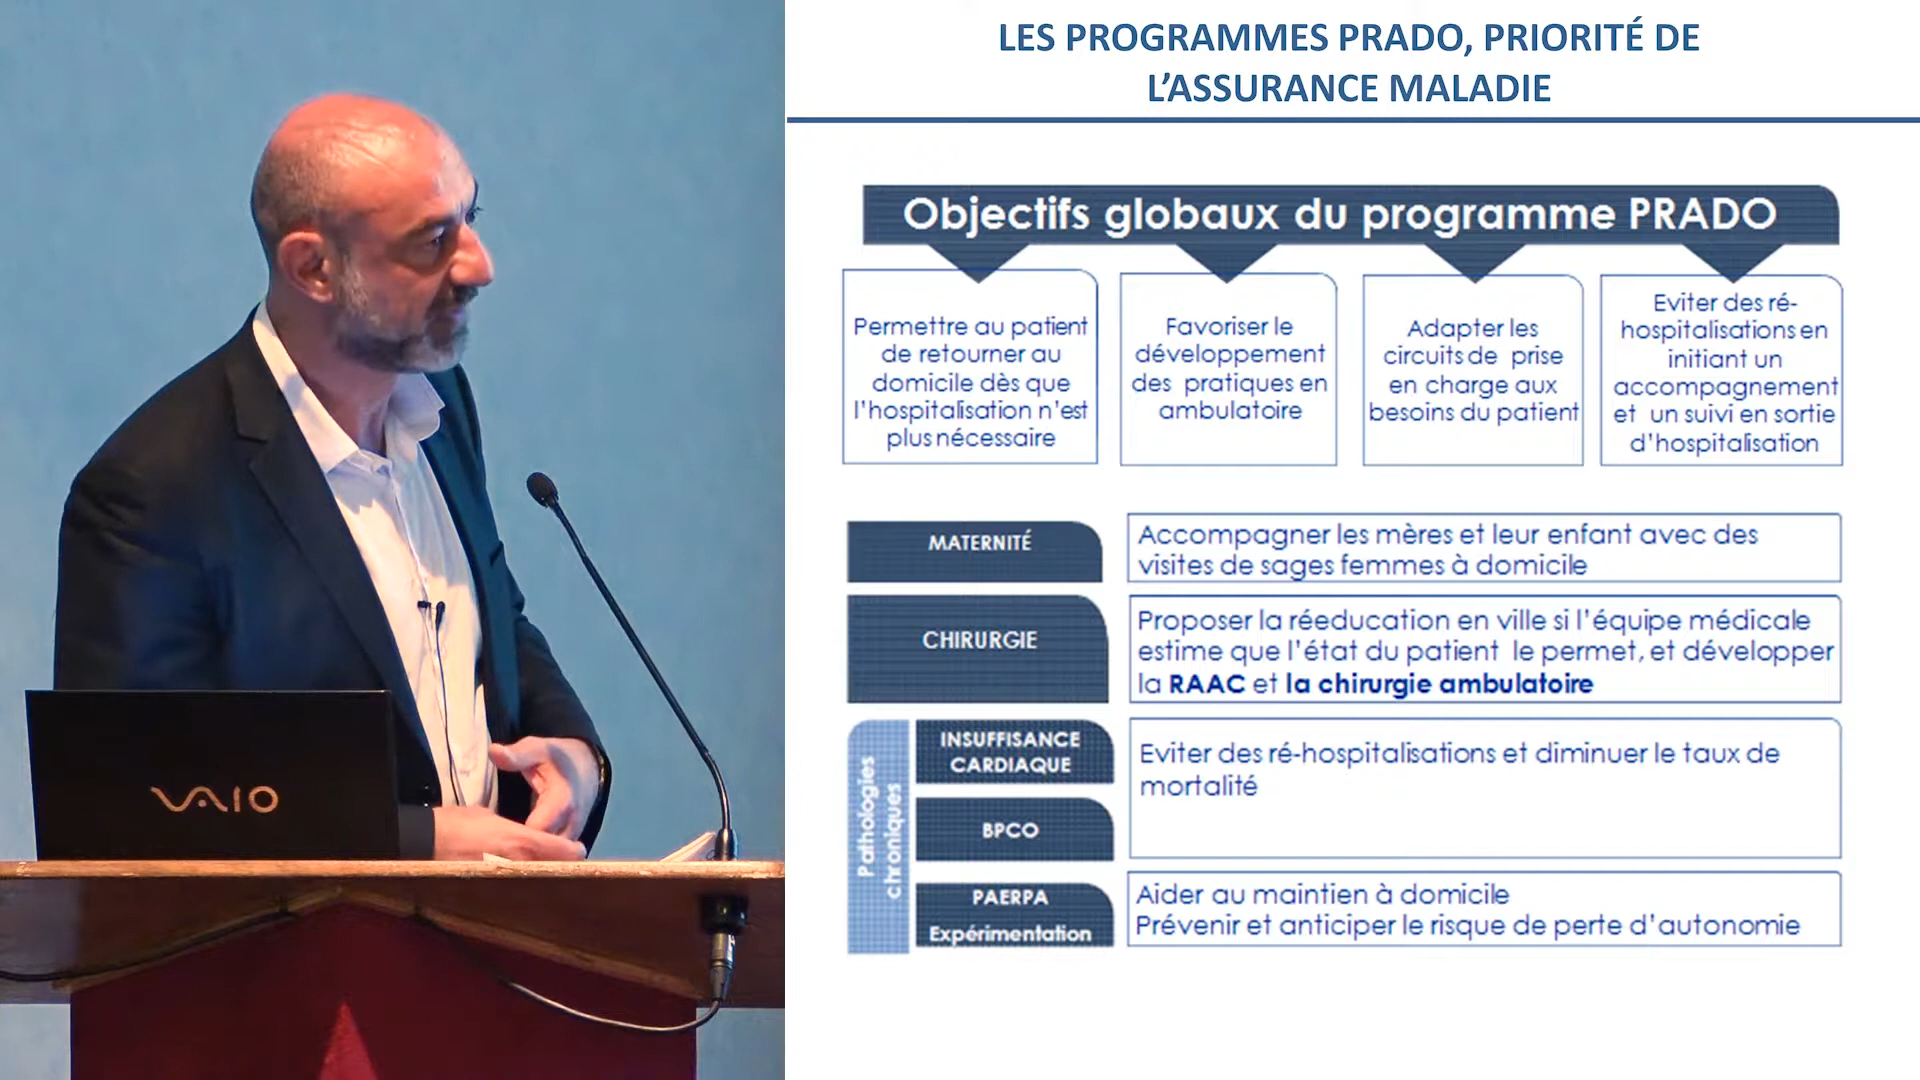 LES PROGRAMMES PRADO, PRIORITÉ DE
L’ASSURANCE MALADIE
Objectifs globaux du programme PRADO
Permettre au patient
de retourner au
domicile dès que
l’hospitalisation n’est
plus nécessaire
Favoriser le
développement
des pratiques en
ambulatoire
Adapter les
circuits de prise
en charge aux
besoins du patient
Eviter des ré-
hospitalisations en
initiant un
accompagnement
et un suivi en sortie
d’hospitalisation
MATERNITÉ
Accompagner les mères et leur enfant avec des
visites de sages femmes à domicile
CHIRURGIE
Proposer la réeducation en ville si l’équipe médicale
estime que l’état du patient le permet, et développer
la RAAC et la chirurgie ambulatoire
Pathologies
chroniques
INSUFFISANCE
CARDIAQUE
BPCO
Eviter des ré-hospitalisations et diminuer le taux de
mortalité
PAERPA
Expérimentation
Aider au maintien à domicile
Prévenir et anticiper le risque de perte d’autonomie
VAIO